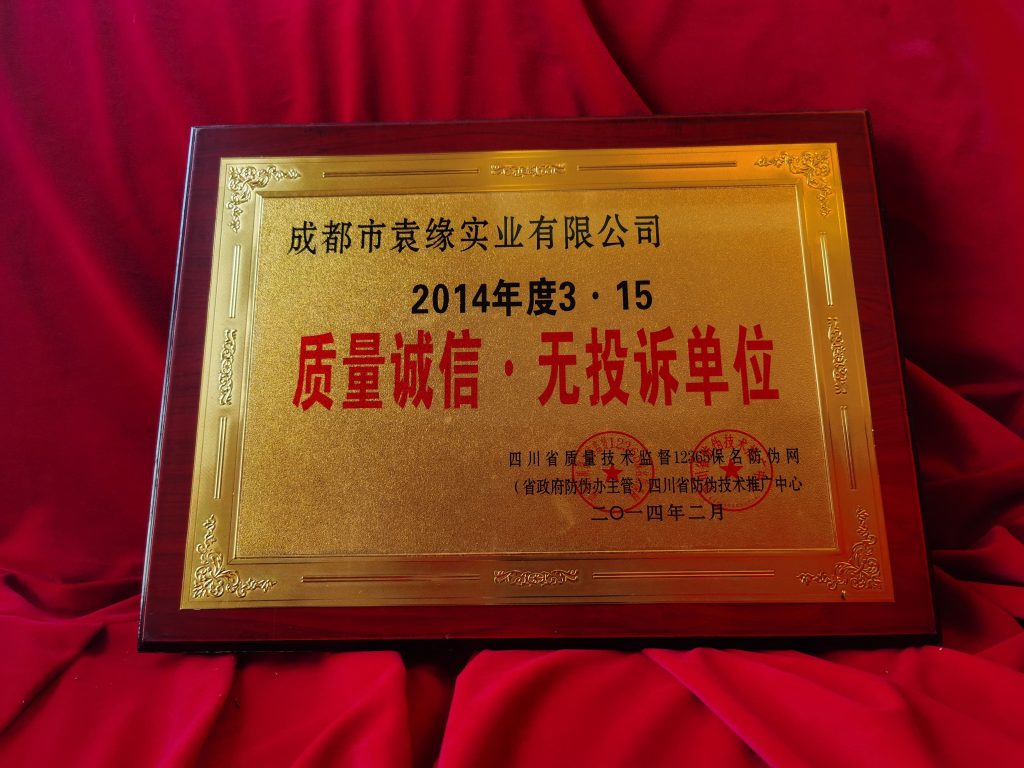 成都市袁缘实业有限公司
2014年度3·15
质量诚信·无投诉单位
四川省质量技术监督12365保名防伪网
（省政府防伪办主管）四川省防伪技术推广中心
二〇一四年二月